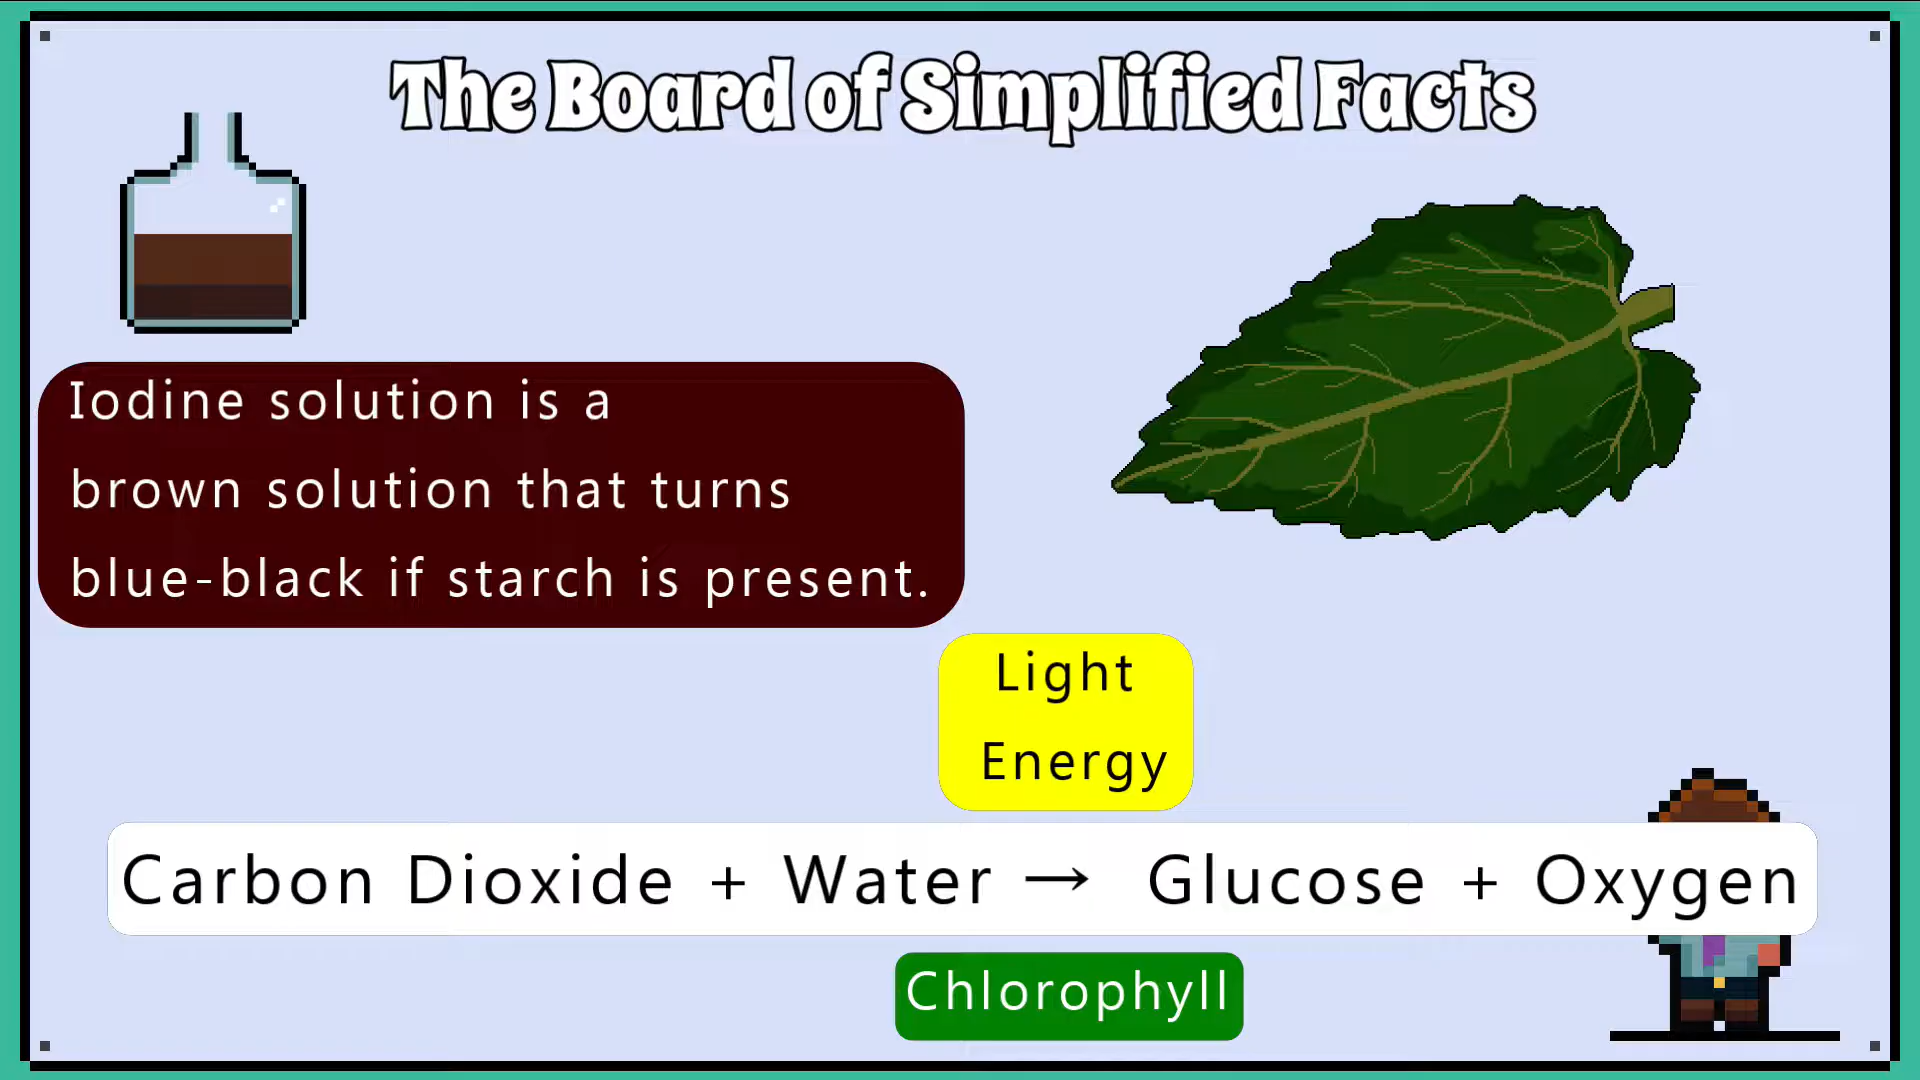 The Board of Simplified Facts
Iodine solution is a
brown solution that turns
blue-black if starch is present.
Light
Energy
Carbon Dioxide + Water → Glucose + Oxygen
Chlorophyll